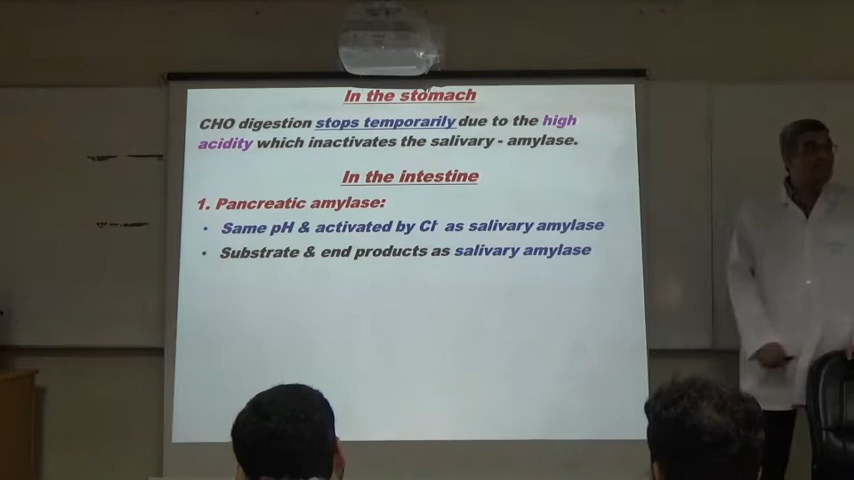 In the stomach
CHO digestion stops temporarily due to the high
acidity which inactivates the salivary - amylase.
In the intestine
1. Pancreatic amylase:
• Same pH & activated by Cl- as salivary amylase
• Substrate & end products as salivary amylase